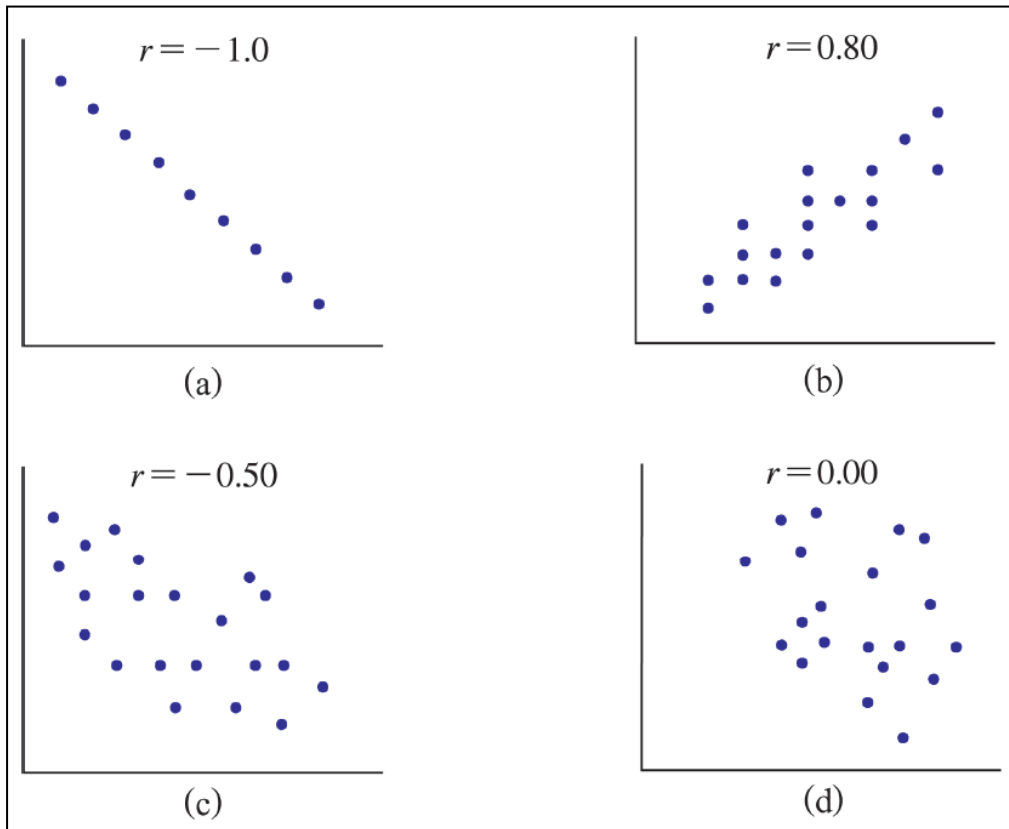 r = −1.0
r = 0.80
(a)
(b)
r = −0.50
r = 0.00
(c)
(d)